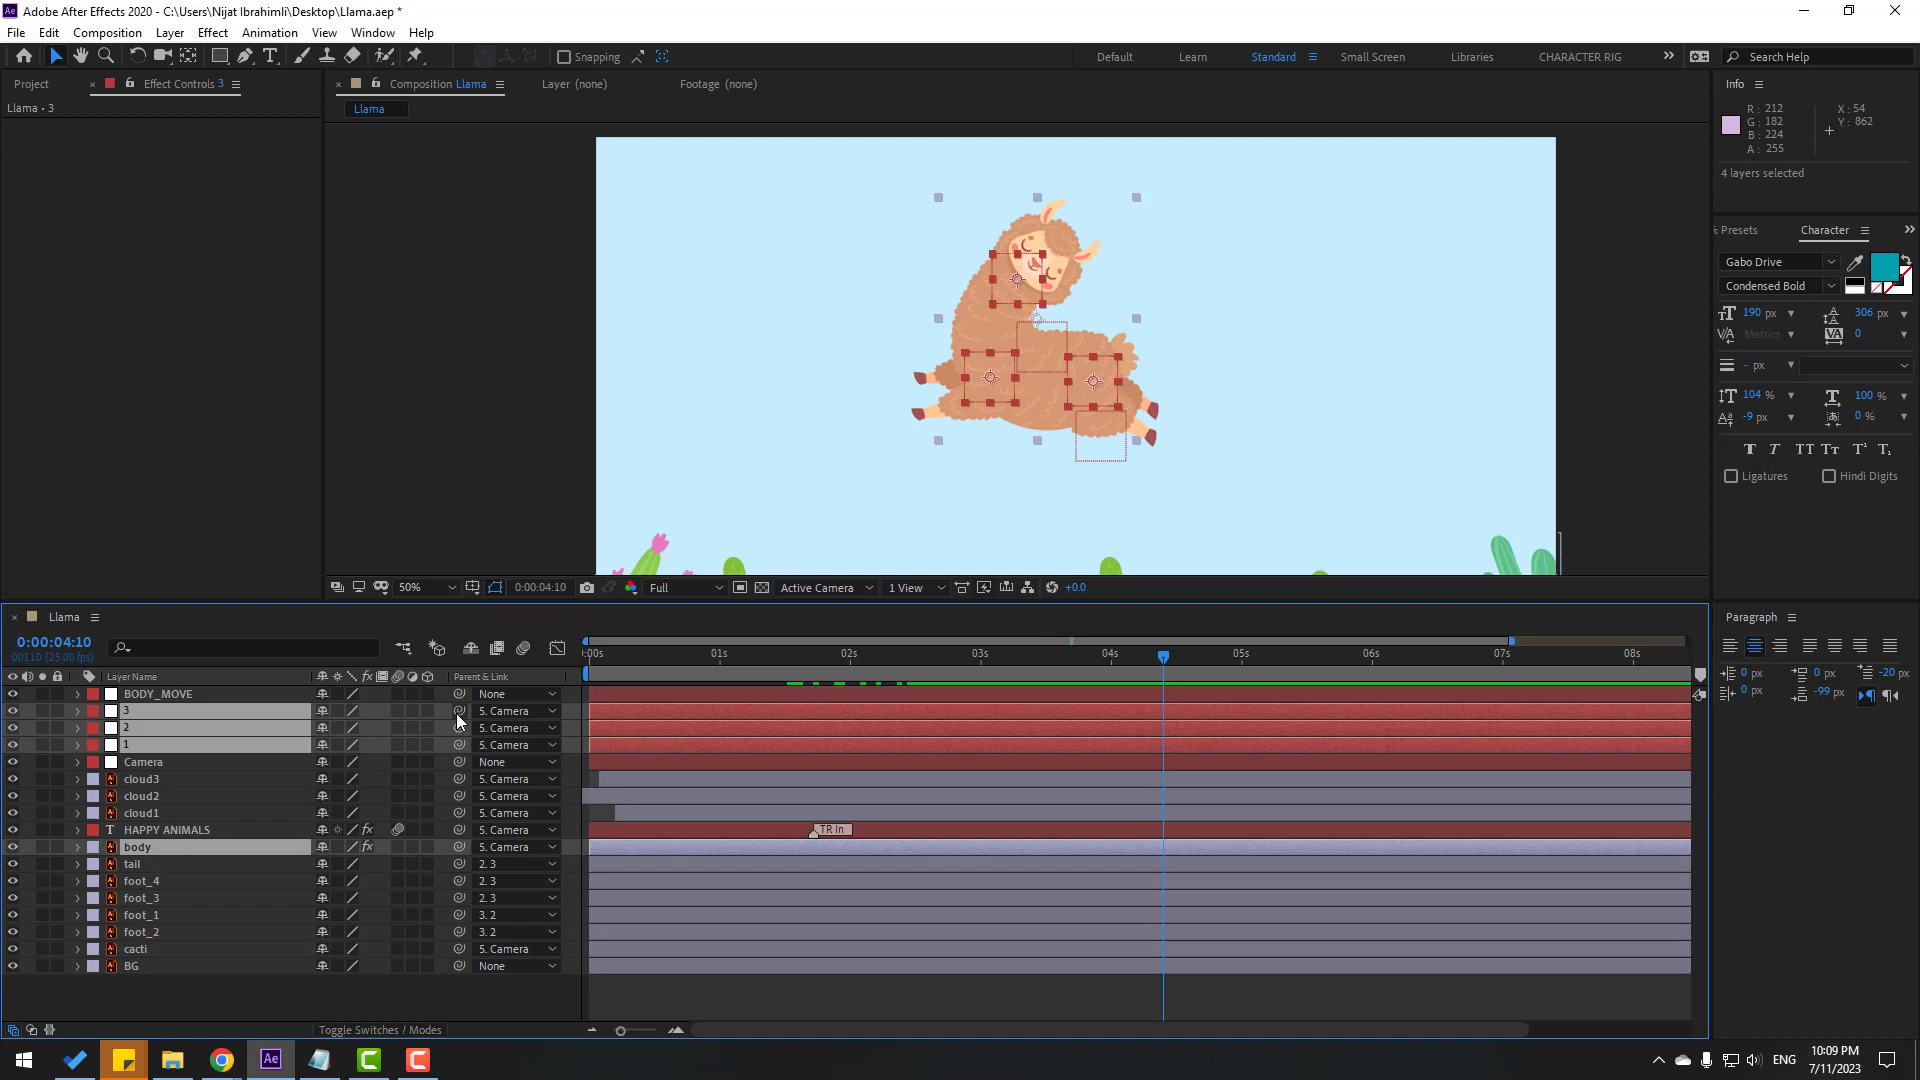 Ae Adobe After Effects 2020 - C:\Users\Nijat Ibrahimli\Desktop\Llama.aep *
File Edit Composition Layer Effect Animation View Window Help
Snapping
Default Learn Standard Small Screen Libraries CHARACTER RIG Search Help
Project Effect Controls 3
Llama • 3
Composition Llama Layer (none) Footage (none)
Llama
Info
R: 212
G: 182
B: 224
A: 255
X: 54
Y: 862
4 layers selected
Presets Character
Gabo Drive
Condensed Bold
190 px 306 px
Metrics 0
- px
104 % 100 %
-9 px 0 %
T T TT Tт T¹ T₁
Ligatures Hindi Digits
50% 0:00:04:10 Full Active Camera 1 View +0.0
Llama
0:00:04:10
00110 (25.00 fps)
:00s 01s 02s 03s 04s 05s 06s 07s 08s
Layer Name fx Parent & Link
BODY_MOVE None
3 5. Camera
2 5. Camera
1 5. Camera
Camera None
cloud3 5. Camera
cloud2 5. Camera
cloud1 5. Camera
T HAPPY ANIMALS fx 5. Camera TR In
body fx 5. Camera
tail 2. 3
foot_4 2. 3
foot_3 2. 3
foot_1 3. 2
foot_2 3. 2
cacti 5. Camera
BG None
Toggle Switches / Modes
Paragraph
0 px 0 px -20 px
0 px -99 px
Ae ENG
10:09 PM
7/11/2023